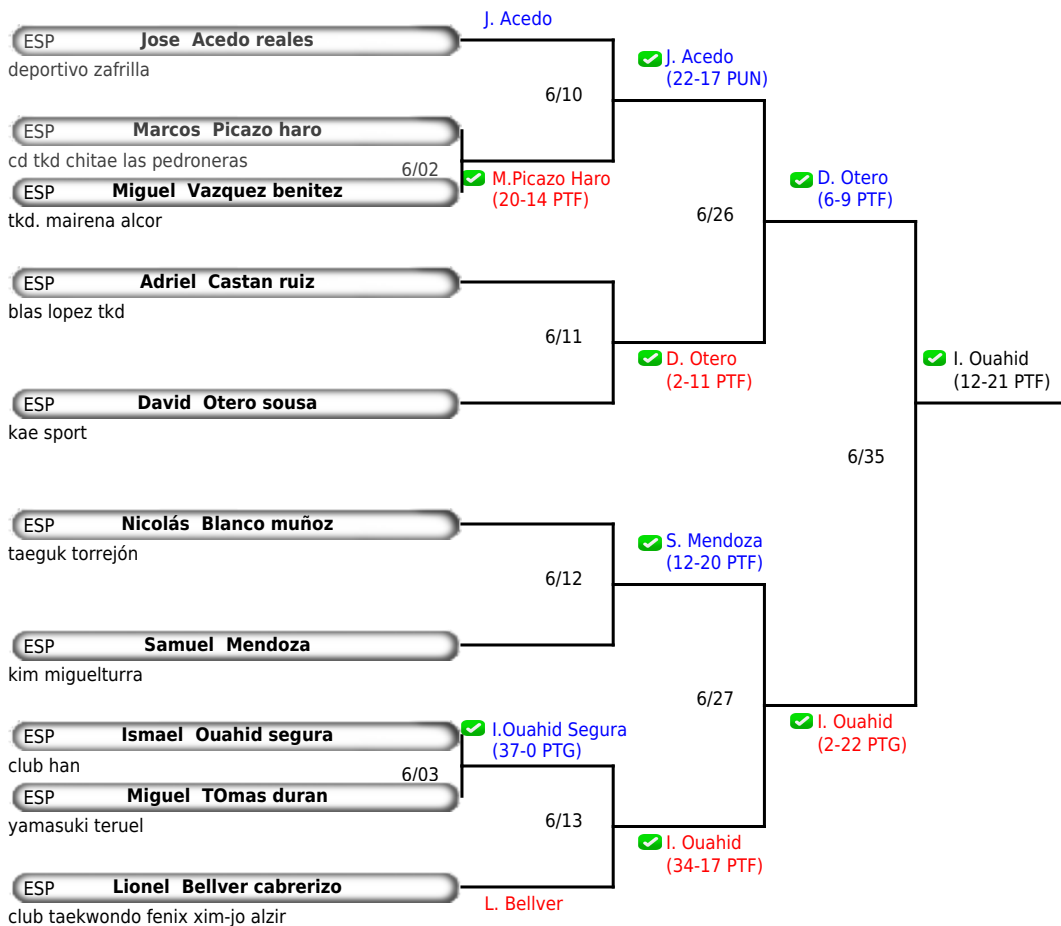 J. Acedo
ESP Jose Acedo reales
deportivo zafrilla
J. Acedo
(22-17 PUN)
6/10
ESP Marcos Picazo haro
cd tkd chitae las pedroneras
6/02
M.Picazo Haro
(20-14 PTF)
ESP Miguel Vazquez benitez
tkd. mairena alcor
D. Otero
(6-9 PTF)
6/26
ESP Adriel Castan ruiz
blas lopez tkd
6/11
D. Otero
(2-11 PTF)
I. Ouahid
(12-21 PTF)
ESP David Otero sousa
kae sport
6/35
ESP Nicolás Blanco muñoz
taeguk torrejón
S. Mendoza
(12-20 PTF)
6/12
ESP Samuel Mendoza
kim miguelturra
6/27
ESP Ismael Ouahid segura
club han
I.Ouahid Segura
(37-0 PTG)
I. Ouahid
(2-22 PTG)
6/03
ESP Miguel TOmas duran
yamasuki teruel
6/13
I. Ouahid
(34-17 PTF)
ESP Lionel Bellver cabrerizo
L. Bellver
club taekwondo fenix xim-jo alzir